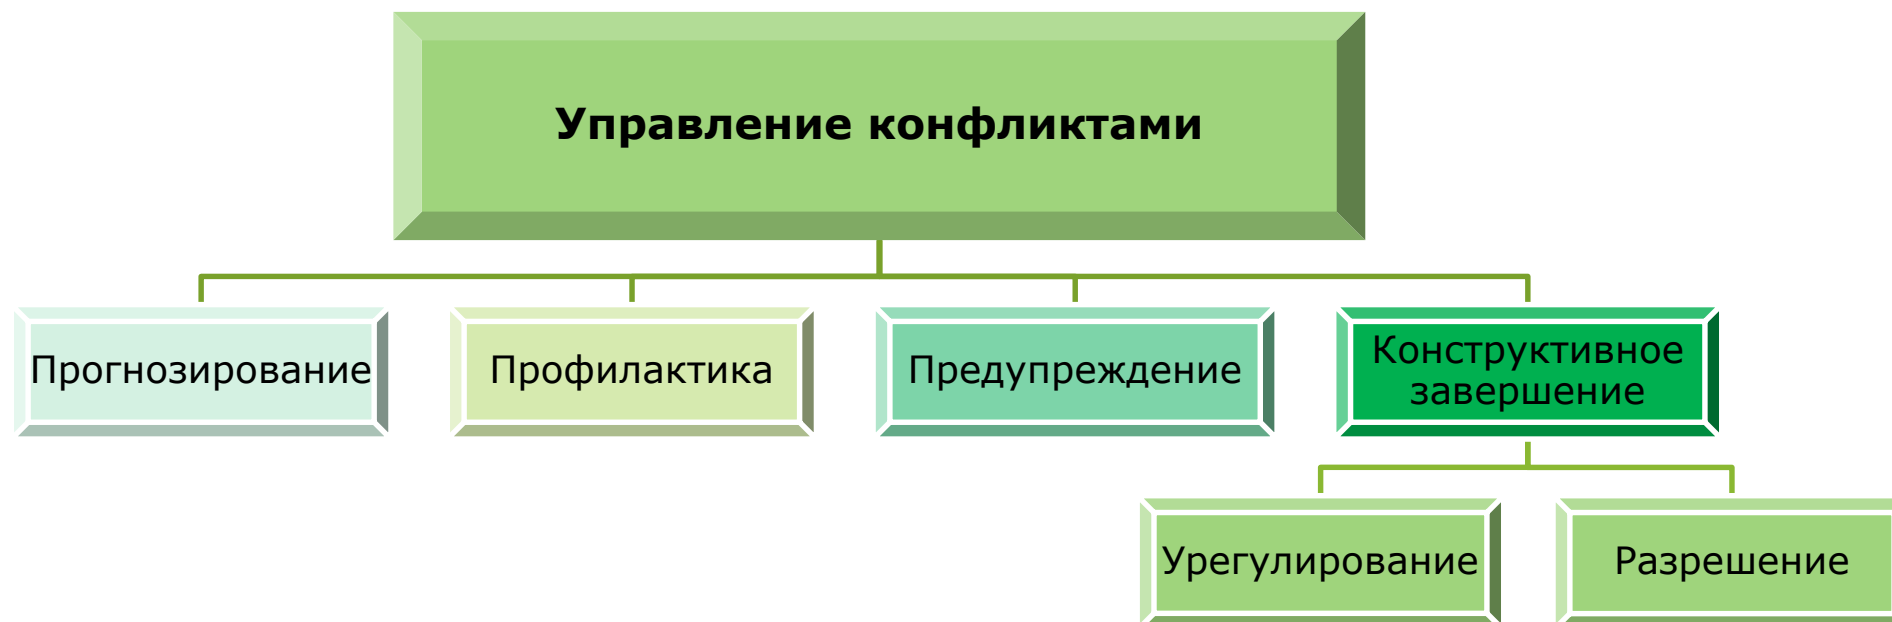 Управление конфликтами
Прогнозирование
Профилактика
Предупреждение
Конструктивное
завершение
Урегулирование
Разрешение